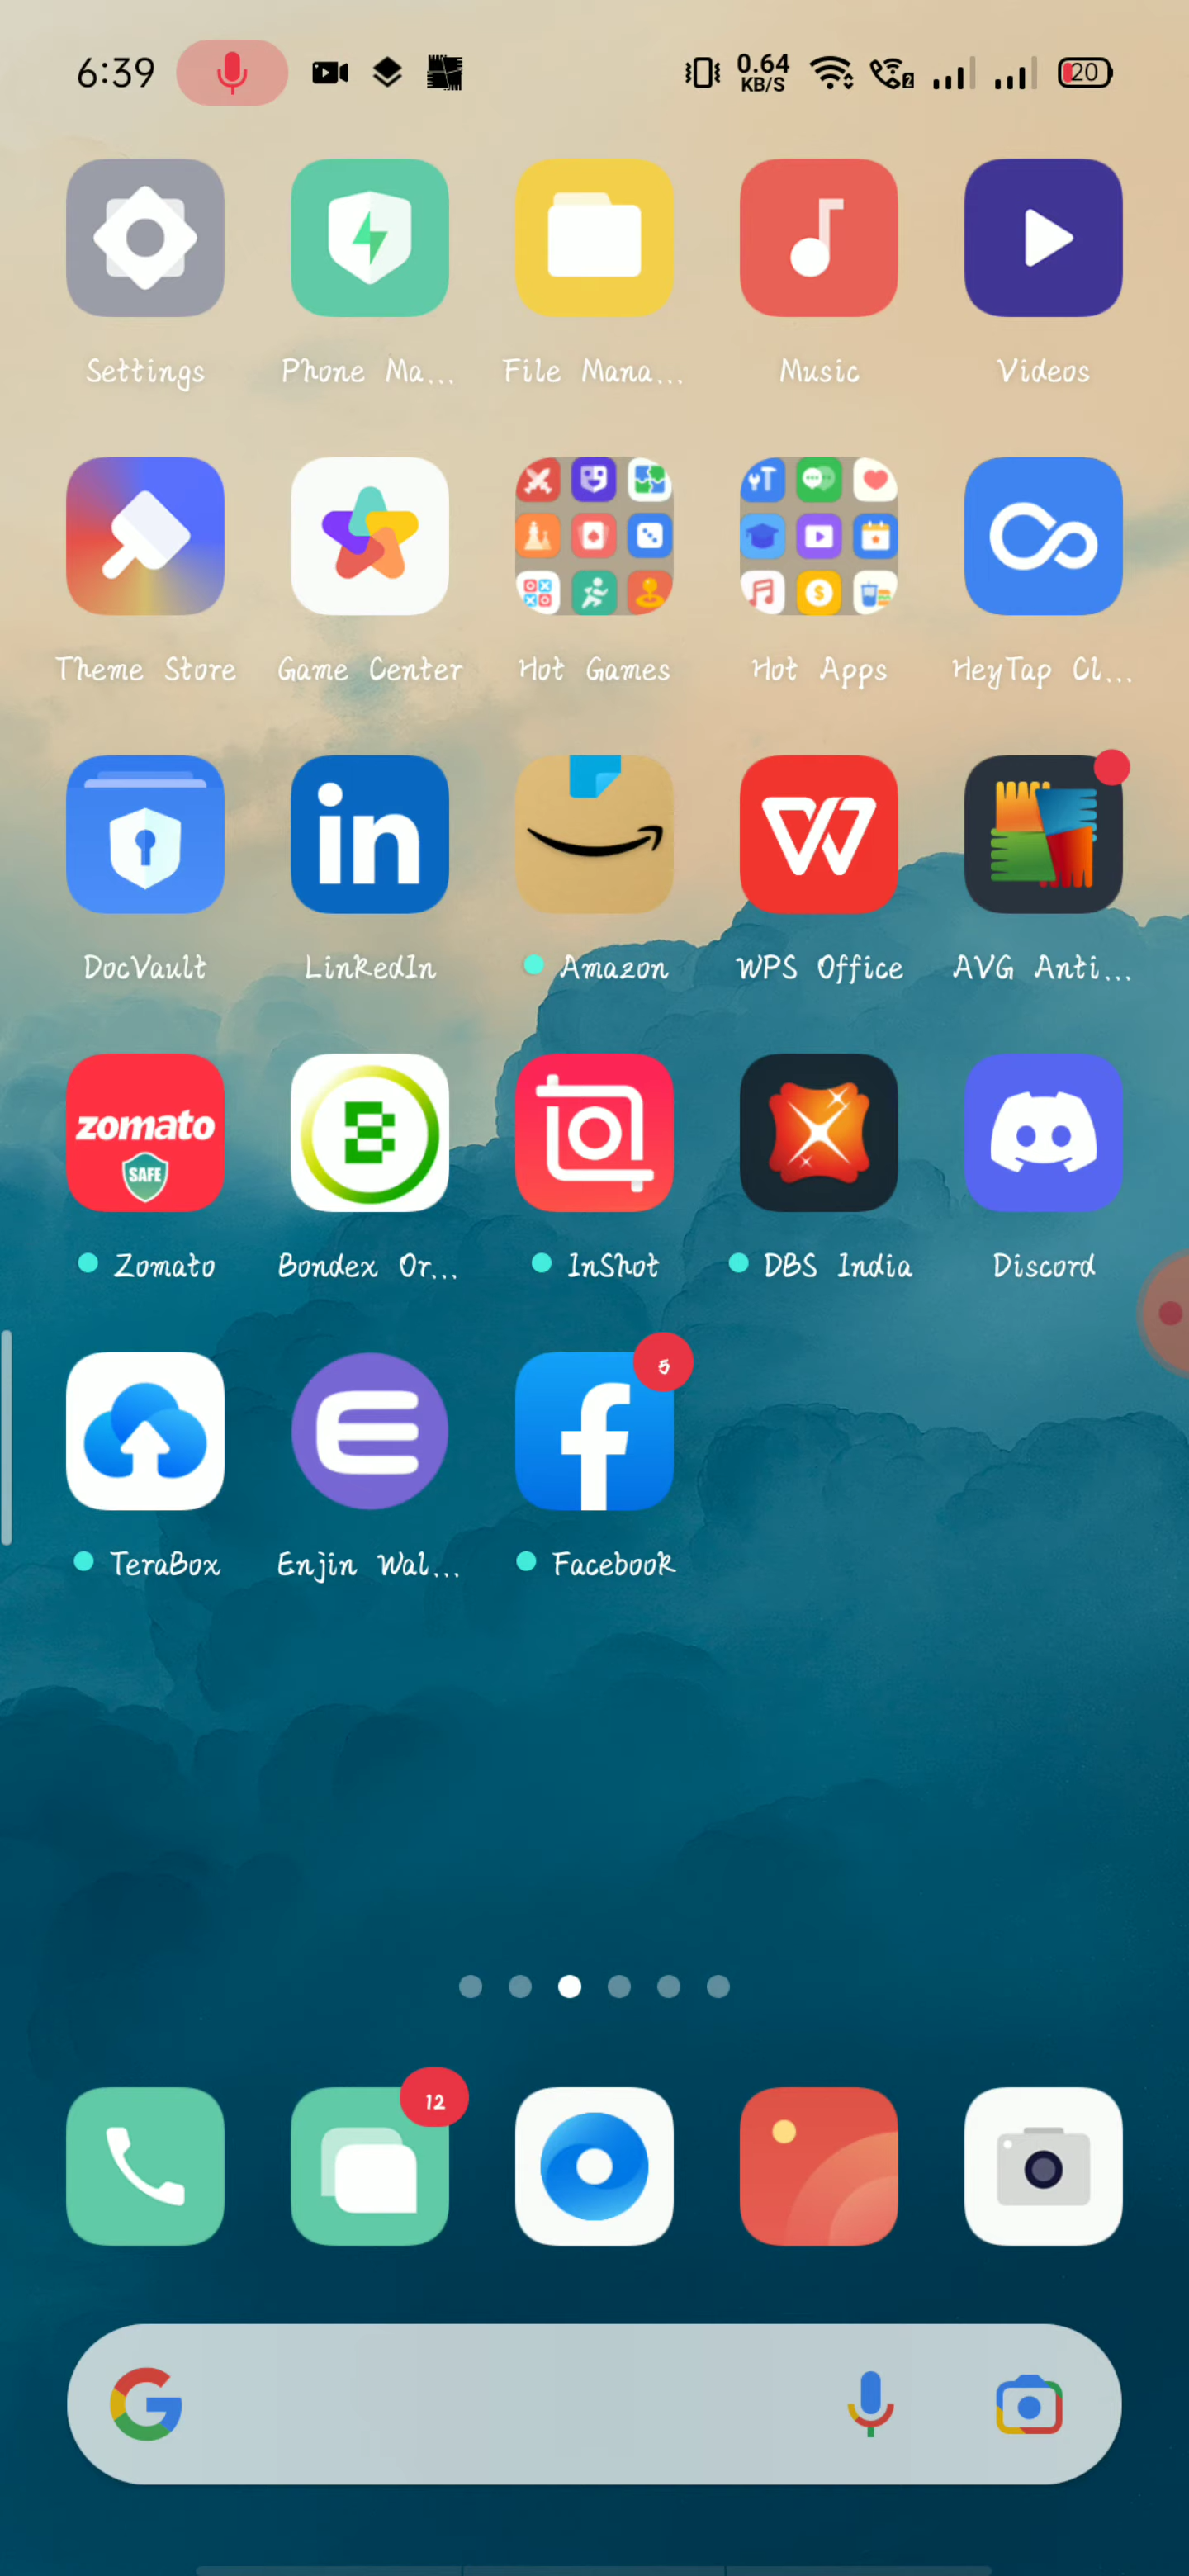 6:39 0.64 KB/S 2 20
Settings Phone Ma... File Mana... Music Videos
Theme Store Game Center Hot Games Hot Apps HeyTap Cl...
in
DocVault LinkedIn Amazon WPS Office AVG Anti...
zomato
SAFE
Zomato Bondex Or... InShot DBS India Discord
5
TeraBox Enjin Wal... Facebook
12